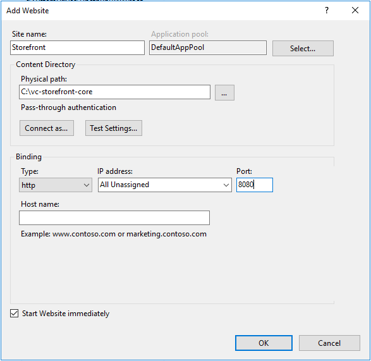 Add Website
? X
Site name: Application pool:
Storefront DefaultAppPool Select...
Content Directory
Physical path:
C:\vc-storefront-core ...
Pass-through authentication
Connect as... Test Settings...
Binding
Type: IP address: Port:
http All Unassigned 8080
Host name:
Example: www.contoso.com or marketing.contoso.com
Start Website immediately
OK Cancel